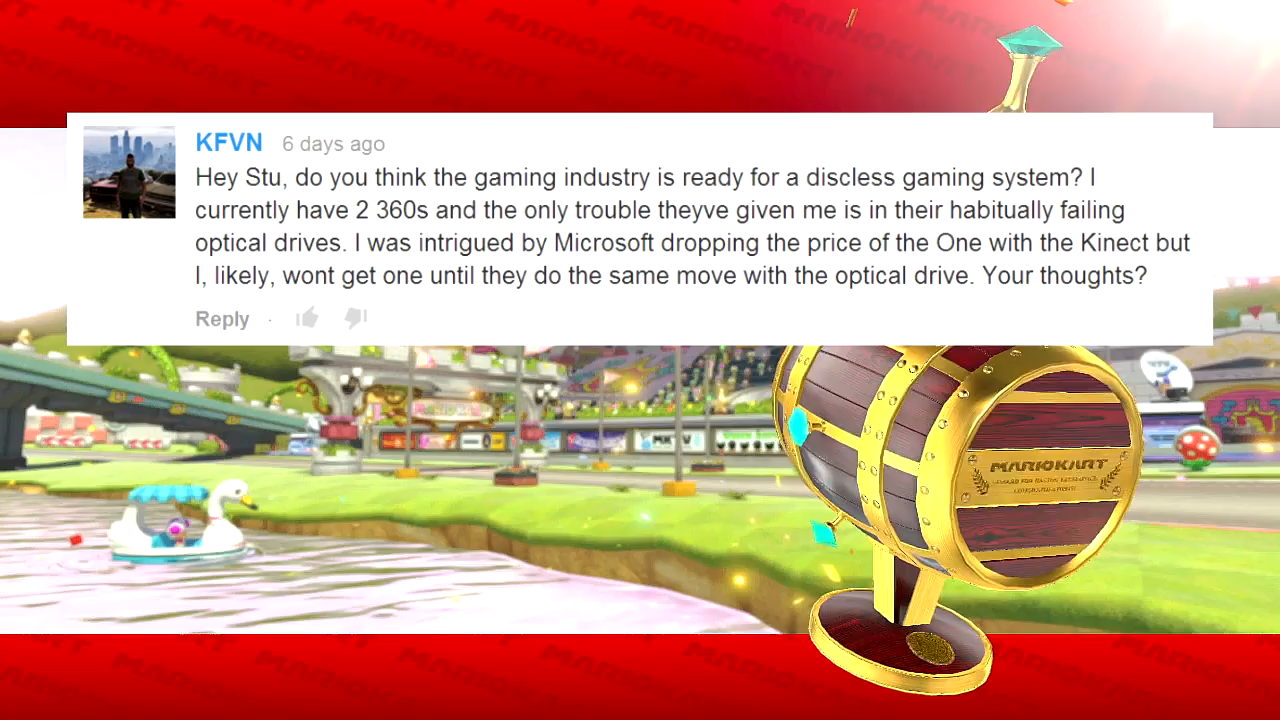 MARIOKART
KFVN 6 days ago
Hey Stu, do you think the gaming industry is ready for a discless gaming system? I
currently have 2 360s and the only trouble theyve given me is in their habitually failing
optical drives. I was intrigued by Microsoft dropping the price of the One with the Kinect but
I, likely, wont get one until they do the same move with the optical drive. Your thoughts?
Reply
MKTV
MARIOKART
MARIOKART